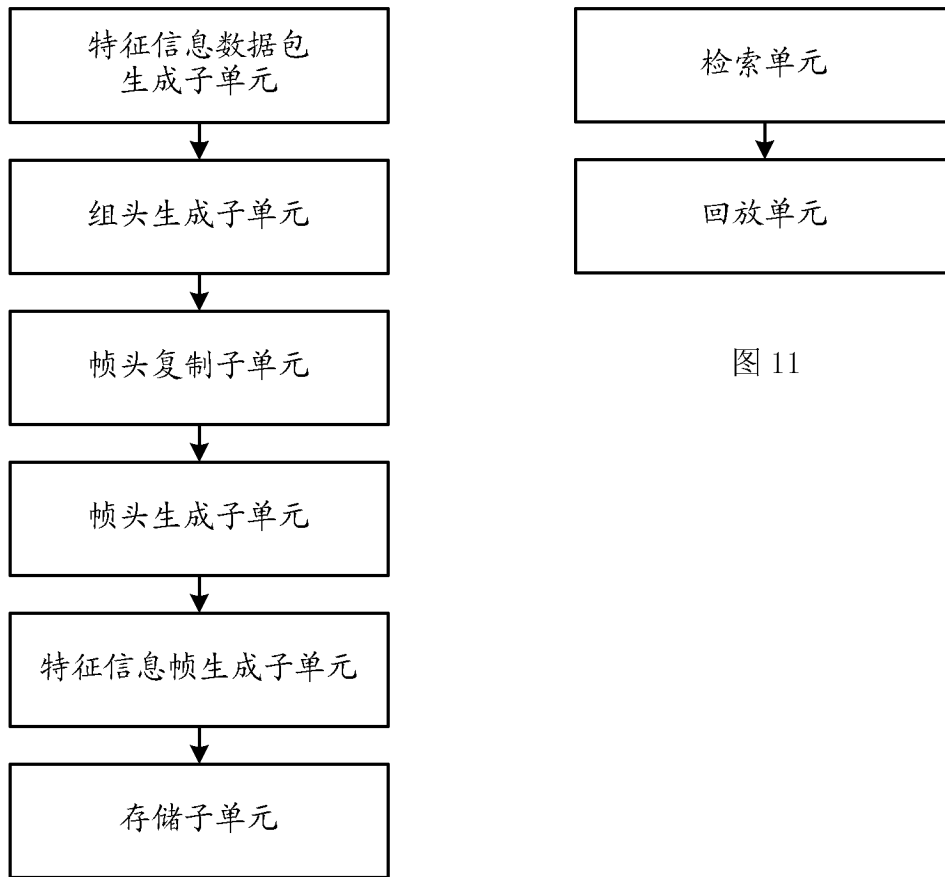 特征信息数据包
生成子单元
组头生成子单元
帧头复制子单元
帧头生成子单元
特征信息帧生成子单元
存储子单元
检索单元
回放单元
图 11